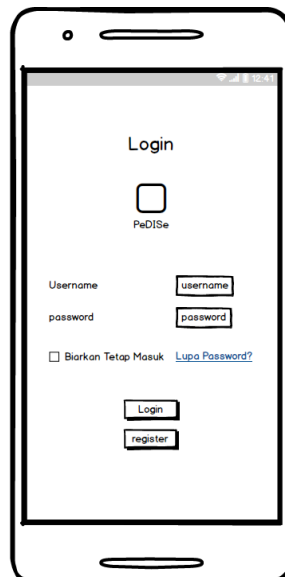 12:41
Login
PeDISe
Username username
password password
Biarkan Tetap Masuk Lupa Password?
Login
register